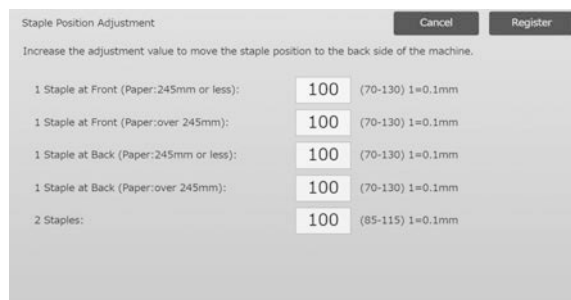 Staple Position Adjustment Cancel Register
Increase the adjustment value to move the staple position to the back side of the machine.
1 Staple at Front (Paper:245mm or less): 100 (70-130) 1=0.1mm
1 Staple at Front (Paper:over 245mm): 100 (70-130) 1=0.1mm
1 Staple at Back (Paper:245mm or less): 100 (70-130) 1=0.1mm
1 Staple at Back (Paper:over 245mm): 100 (70-130) 1=0.1mm
2 Staples: 100 (85-115) 1=0.1mm